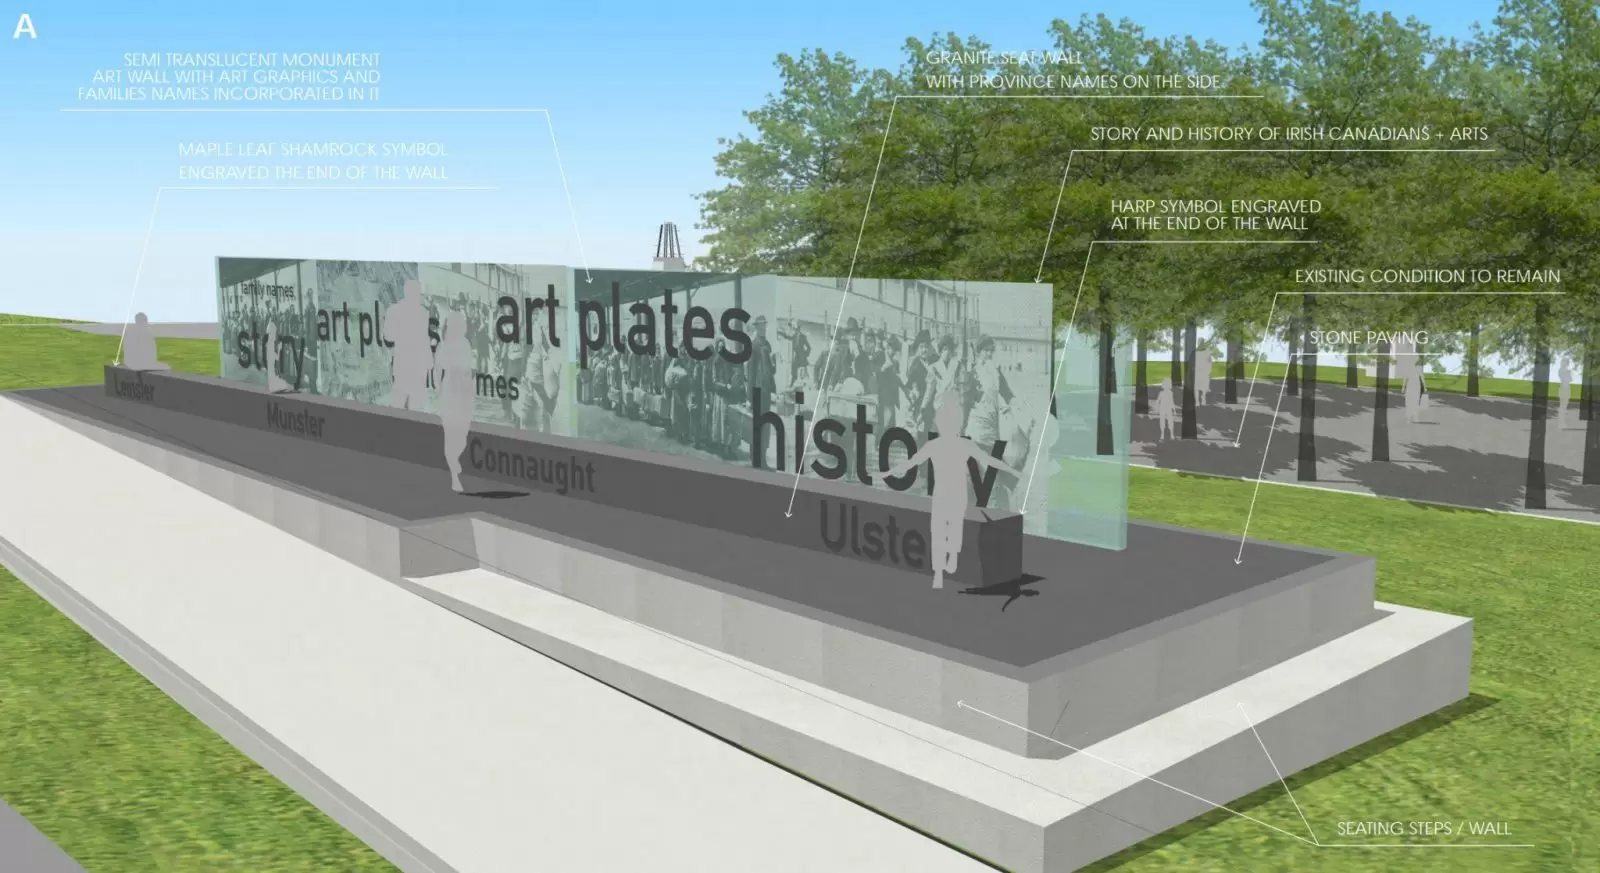 A
SEMI TRANSLUCENT MONUMENT
ART WALL WITH ART GRAPHICS AND
FAMILIES NAMES INCORPORATED IN IT
MAPLE LEAF SHAMROCK SYMBOL
ENGRAVED THE END OF THE WALL
GRANITE SEAT WALL
WITH PROVINCE NAMES ON THE SIDE
STORY AND HISTORY OF IRISH CANADIANS + ARTS
HARP SYMBOL ENGRAVED
AT THE END OF THE WALL
EXISTING CONDITION TO REMAIN
STONE PAVING
family names
story
art plates
art plates
history
Leinster
Munster
Connaught
SEATING STEPS / WALL